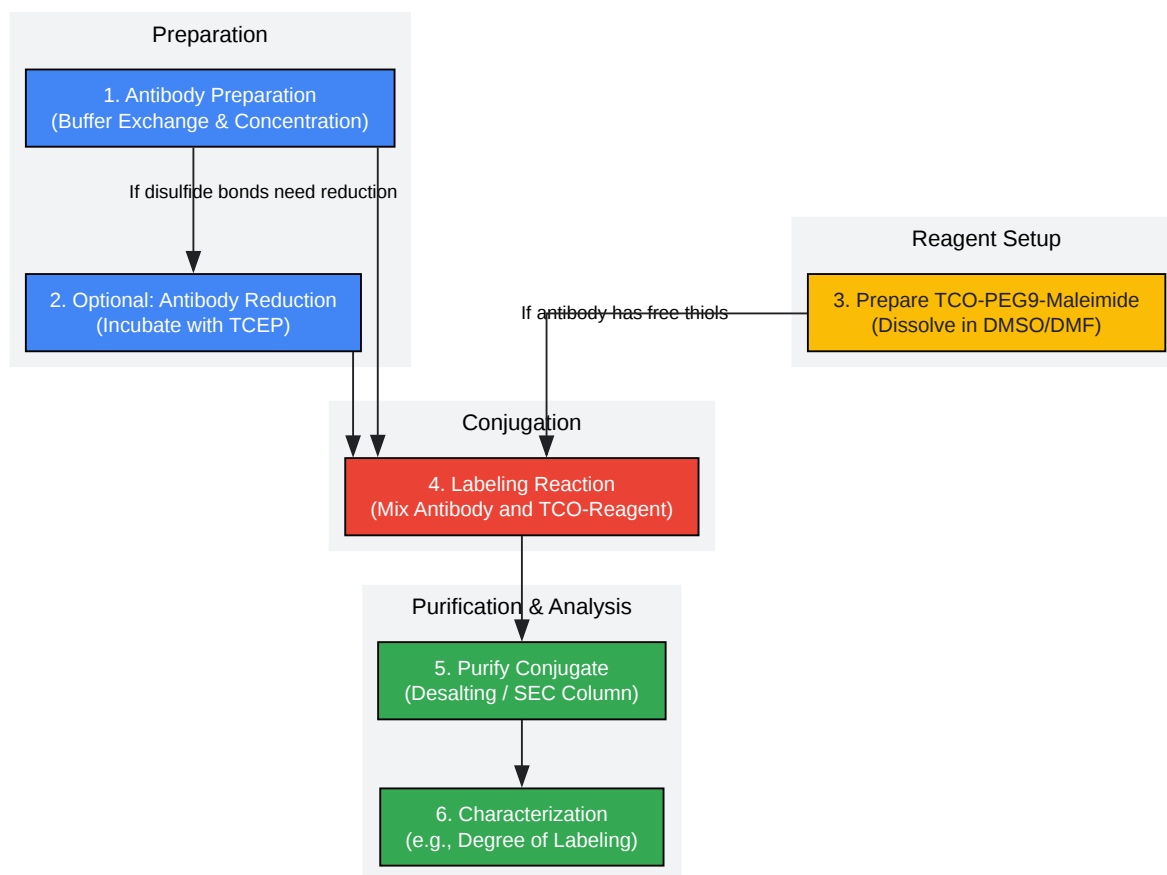 Preparation
1. Antibody Preparation
(Buffer Exchange & Concentration)
If disulfide bonds need reduction
2. Optional: Antibody Reduction
(Incubate with TCEP)
Reagent Setup
3. Prepare TCO-PEG9-Maleimide
(Dissolve in DMSO/DMF)
If antibody has free thiols
Conjugation
4. Labeling Reaction
(Mix Antibody and TCO-Reagent)
Purification & Analysis
5. Purify Conjugate
(Desalting / SEC Column)
6. Characterization
(e.g., Degree of Labeling)